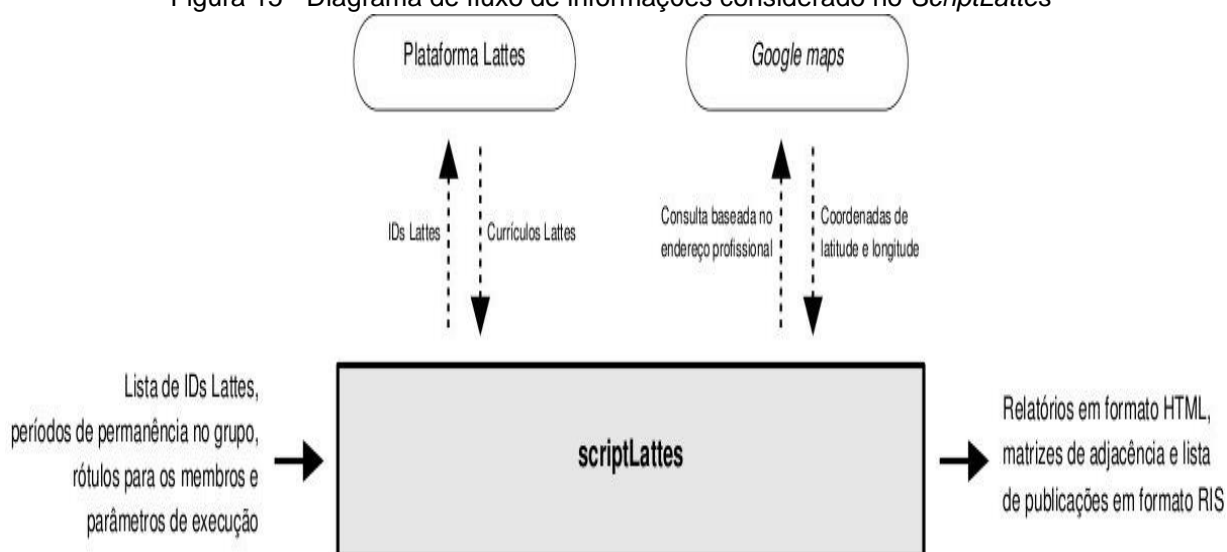 Figura 15 - Diagrama de fluxo de informações considerado no ScriptLattes
Plataforma Lattes
Google maps
IDs Lattes
Currículos Lattes
Consulta baseada no
endereço profissional
Coordenadas de
latitude e longitude
Lista de IDs Lattes,
períodos de permanência no grupo,
rótulos para os membros e
parâmetros de execução
scriptLattes
Relatórios em formato HTML,
matrizes de adjacência e lista
de publicações em formato RIS